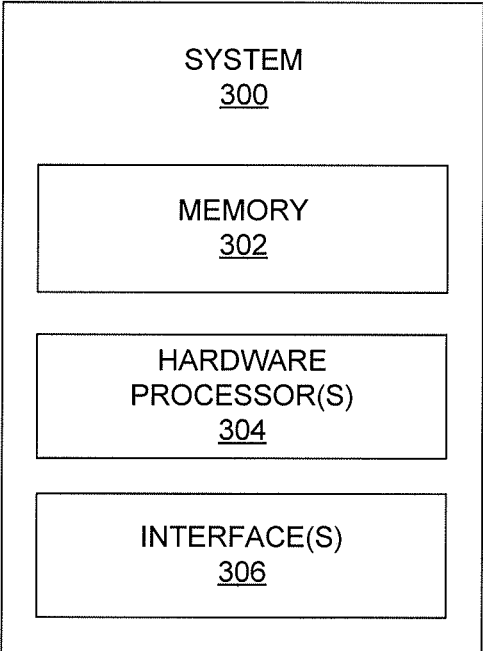 SYSTEM
300
MEMORY
302
HARDWARE
PROCESSOR(S)
304
INTERFACE(S)
306